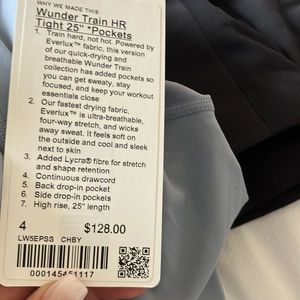 WHY WE MADE THIS
Wunder Train HR
Tight 25" *Pockets
1. Train hard, not hot. Powered by
Everlux™ fabric, this version
of our quick-drying and
breathable Wunder Train
collection has added pockets so
you can get sweaty, stay
focused, and keep your workout
essentials close
2. Our fastest drying fabric,
Everlux™ is ultra-breathable,
four-way stretch, and wicks
away sweat. It feels soft on
the outside and cool and sleek
next to skin
3. Added Lycra® fibre for stretch
and shape retention
4. Continuous drawcord
5. Back drop-in pocket
6. Side drop-in pockets
7. High rise, 25" length
4 $128.00
LW5EPSS CHBY
000145451117